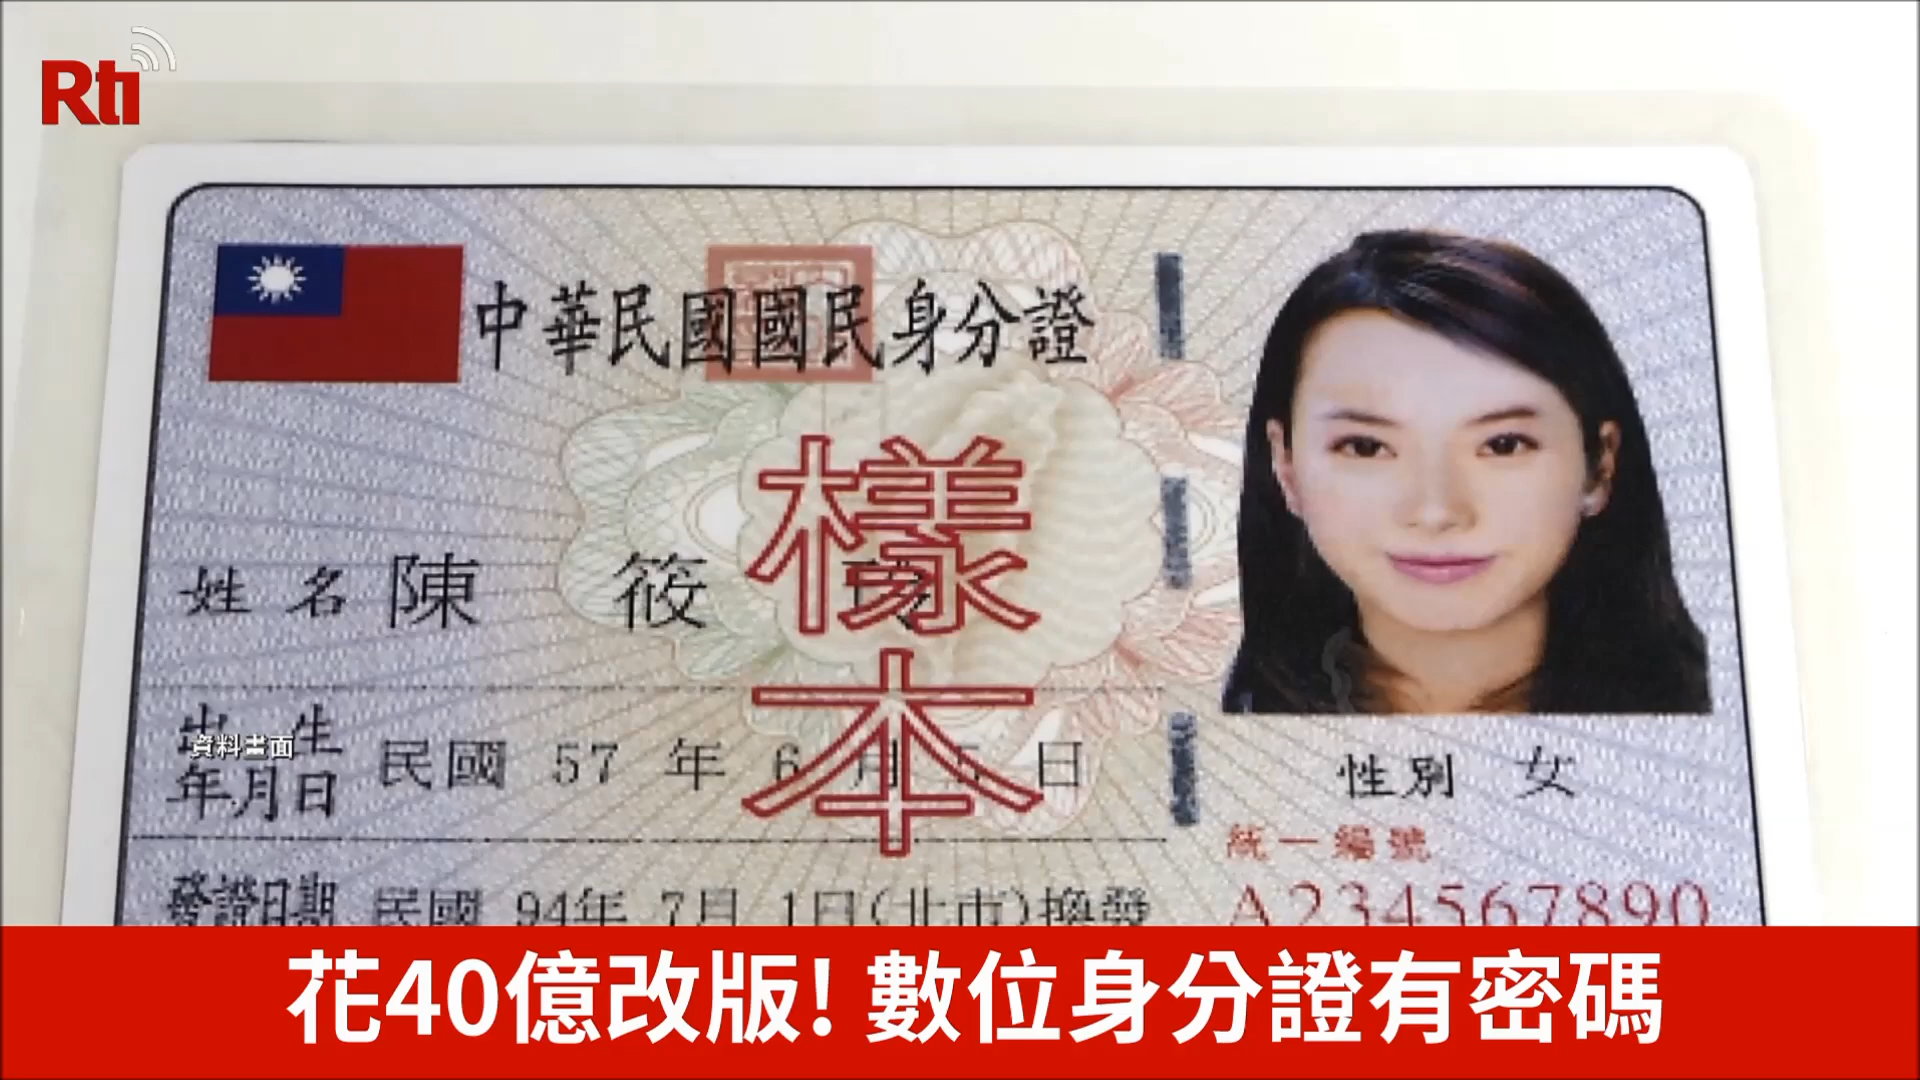 Rti
中華民國國民身分證
樣本
姓名 陳 筱
出生年月日 民國 57 年 6 月 5 日
資料畫面
性別 女
統一編號
A234567890
發證日期 民國 94年 7月 1日(北市)換發
花40億改版! 數位身分證有密碼